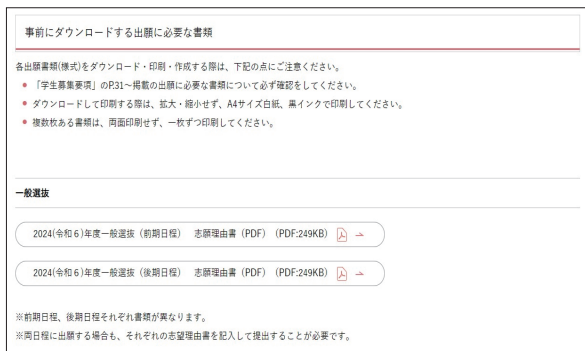 事前にダウンロードする出願に必要な書類
各出願書類(様式)をダウンロード・印刷・作成する際は、下記の点にご注意ください。
● 「学生募集要項」のP.31～掲載の出願に必要な書類について必ず確認をしてください。
● ダウンロードして印刷する際は、拡大・縮小せず、A4サイズ白紙、黒インクで印刷してください。
● 複数枚ある書類は、両面印刷せず、一枚ずつ印刷してください。
一般選抜
2024(令和６)年度一般選抜（前期日程） 志願理由書（PDF）（PDF:249KB） →
2024(令和６)年度一般選抜（後期日程） 志願理由書（PDF）（PDF:249KB） →
※前期日程、後期日程それぞれ書類が異なります。
※両日程に出願する場合も、それぞれの志望理由書を記入して提出することが必要です。